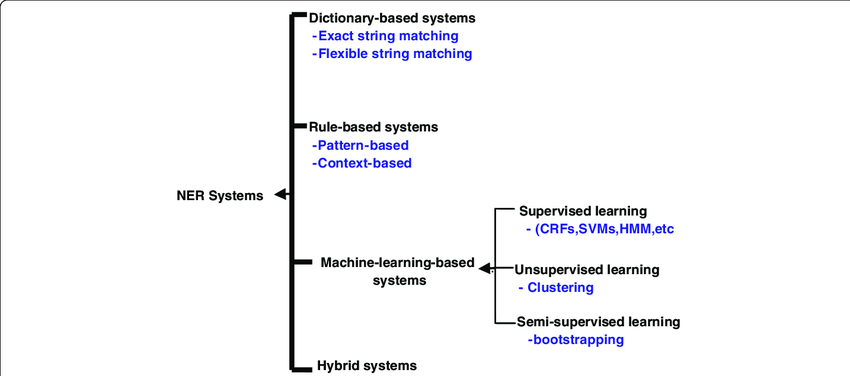 Dictionary-based systems
-Exact string matching
-Flexible string matching
Rule-based systems
-Pattern-based
-Context-based
NER Systems
Machine-learning-based
systems
Supervised learning
- (CRFs,SVMs,HMM,etc
Unsupervised learning
- Clustering
Semi-supervised learning
-bootstrapping
Hybrid systems